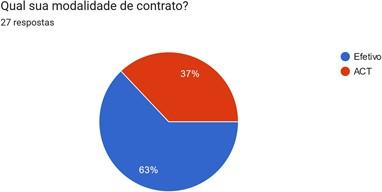 Qual sua modalidade de contrato?
27 respostas
Efetivo
ACT
37%
63%